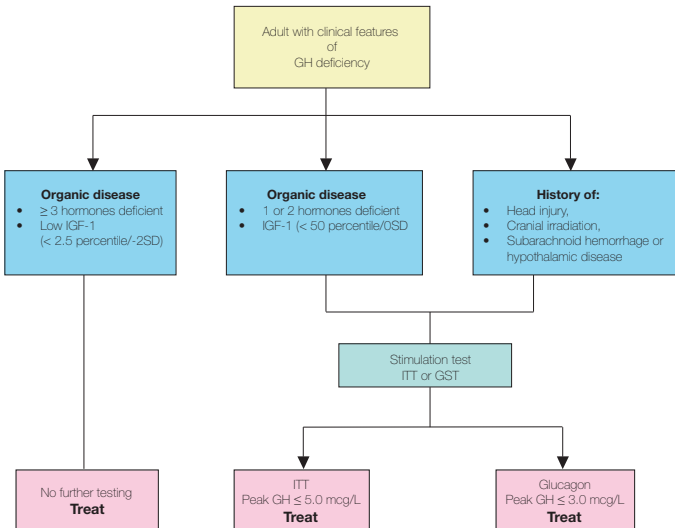 Adult with clinical features
of
GH deficiency
Organic disease
• ≥ 3 hormones deficient
• Low IGF-1
(< 2.5 percentile/-2SD)
Organic disease
• 1 or 2 hormones deficient
• IGF-1 (< 50 percentile/0SD
History of:
• Head injury,
• Cranial irradiation,
• Subarachnoid hemorrhage or
hypothalamic disease
Stimulation test
ITT or GST
No further testing
Treat
ITT
Peak GH ≤ 5.0 mcg/L
Treat
Glucagon
Peak GH ≤ 3.0 mcg/L
Treat